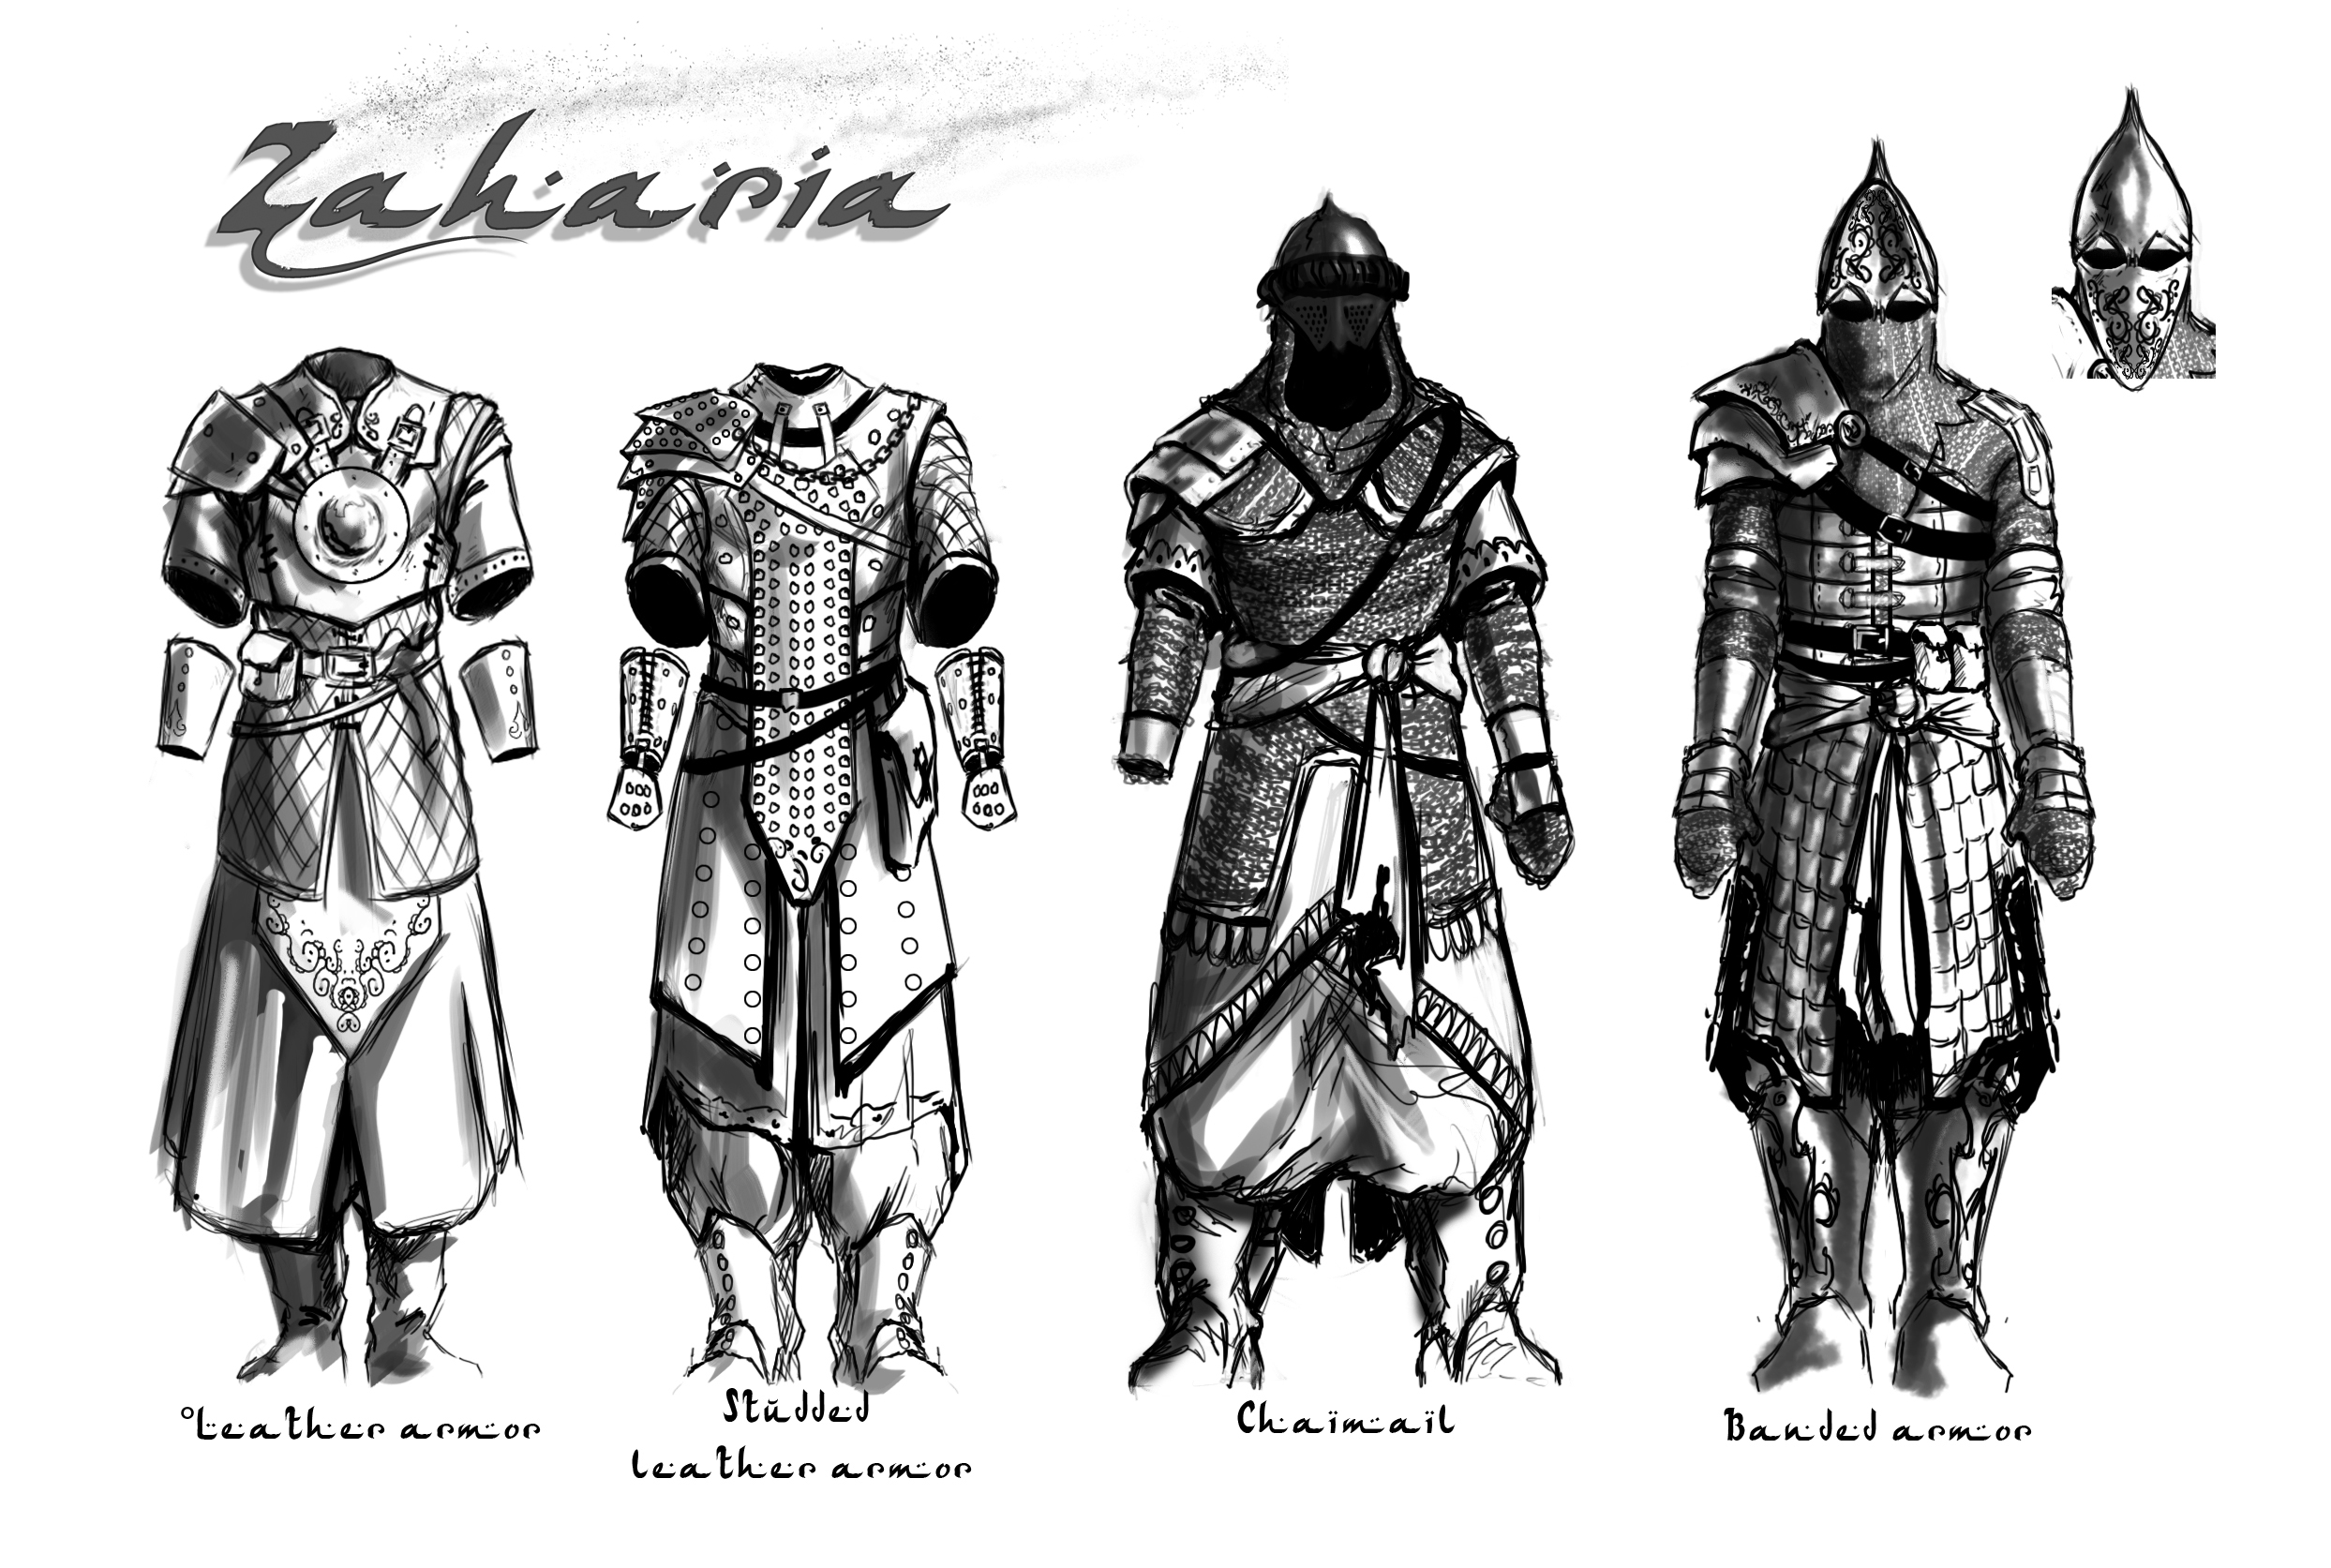 Zaharia
Leather armor
Studded
leather armor
Chaimail
Banded armor